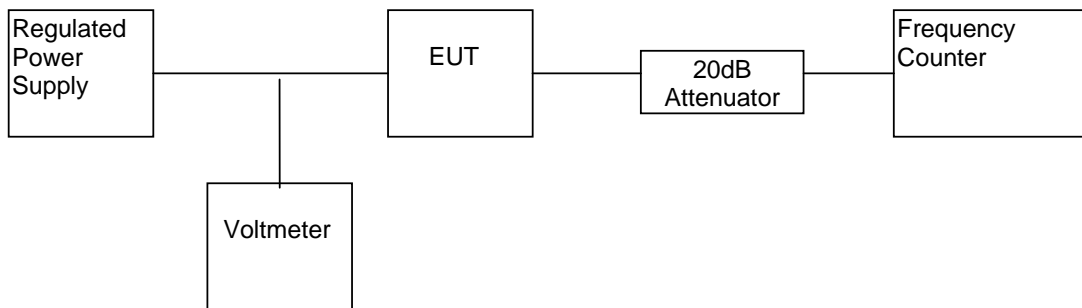 Regulated
Power
Supply
EUT
20dB
Attenuator
Frequency
Counter
Voltmeter